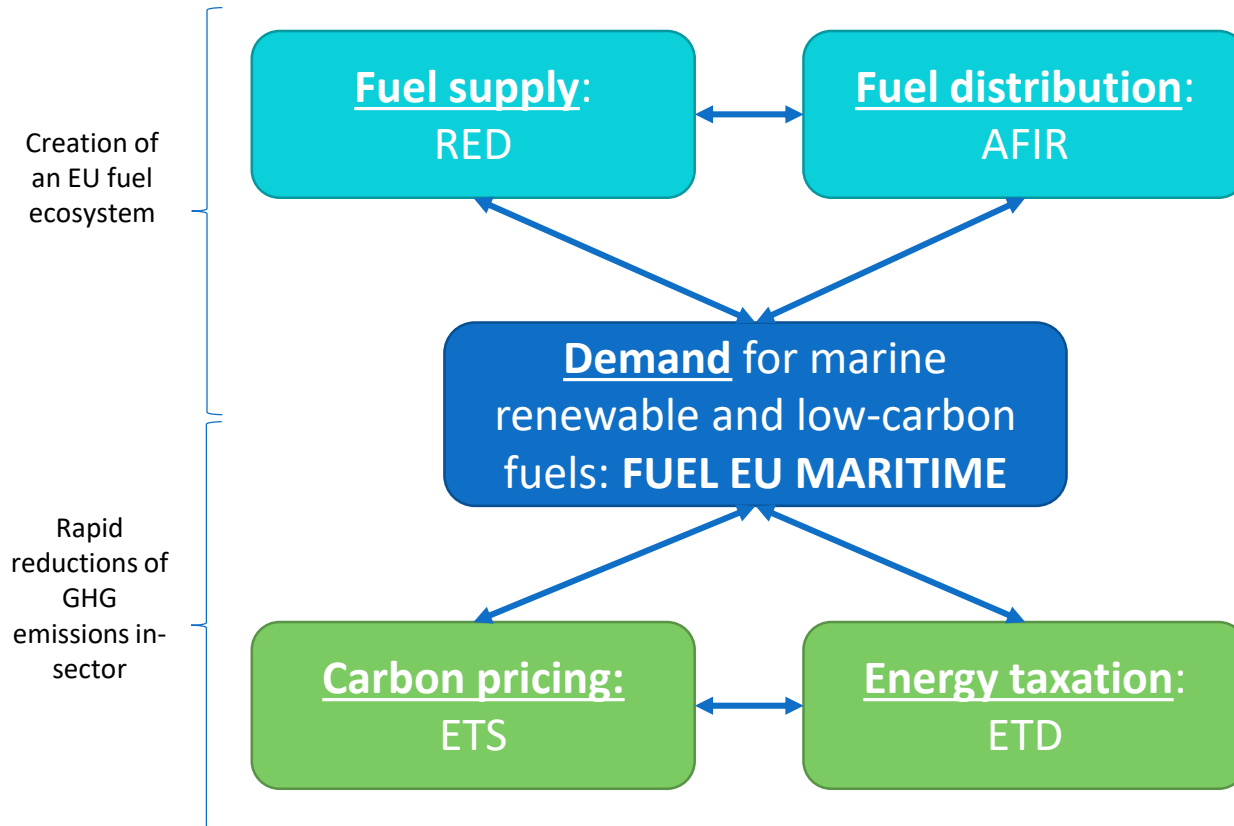 Creation of
an EU fuel
ecosystem
Fuel supply:
RED
Fuel distribution:
AFIR
Demand for marine
renewable and low-carbon
fuels: FUEL EU MARITIME
Rapid
reductions of
GHG
emissions in-
sector
Carbon pricing:
ETS
Energy taxation:
ETD